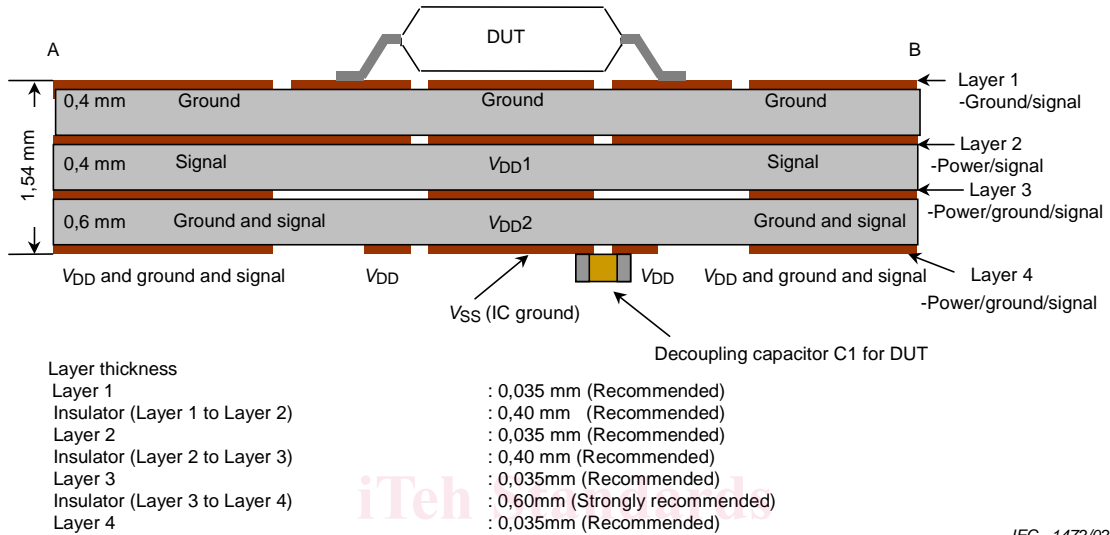 DUT
A
B
Layer 1
-Ground/signal
0,4 mm
Ground
Ground
Ground
Layer 2
-Power/signal
0,4 mm
Signal
VDD1
Signal
1,54 mm
Layer 3
-Power/ground/signal
0,6 mm
Ground and signal
VDD2
Ground and signal
VDD and ground and signal
VDD
VDD
VDD and ground and signal
Layer 4
-Power/ground/signal
VSS (IC ground)
Decoupling capacitor C1 for DUT
Layer thickness
Layer 1 : 0,035 mm (Recommended)
Insulator (Layer 1 to Layer 2) : 0,40 mm (Recommended)
Layer 2 : 0,035 mm (Recommended)
Insulator (Layer 2 to Layer 3) : 0,40 mm (Recommended)
Layer 3 : 0,035mm (Recommended)
Insulator (Layer 3 to Layer 4) : 0,60mm (Strongly recommended)
Layer 4 : 0,035mm (Recommended)
iTeh Standards
IEC 1472/02